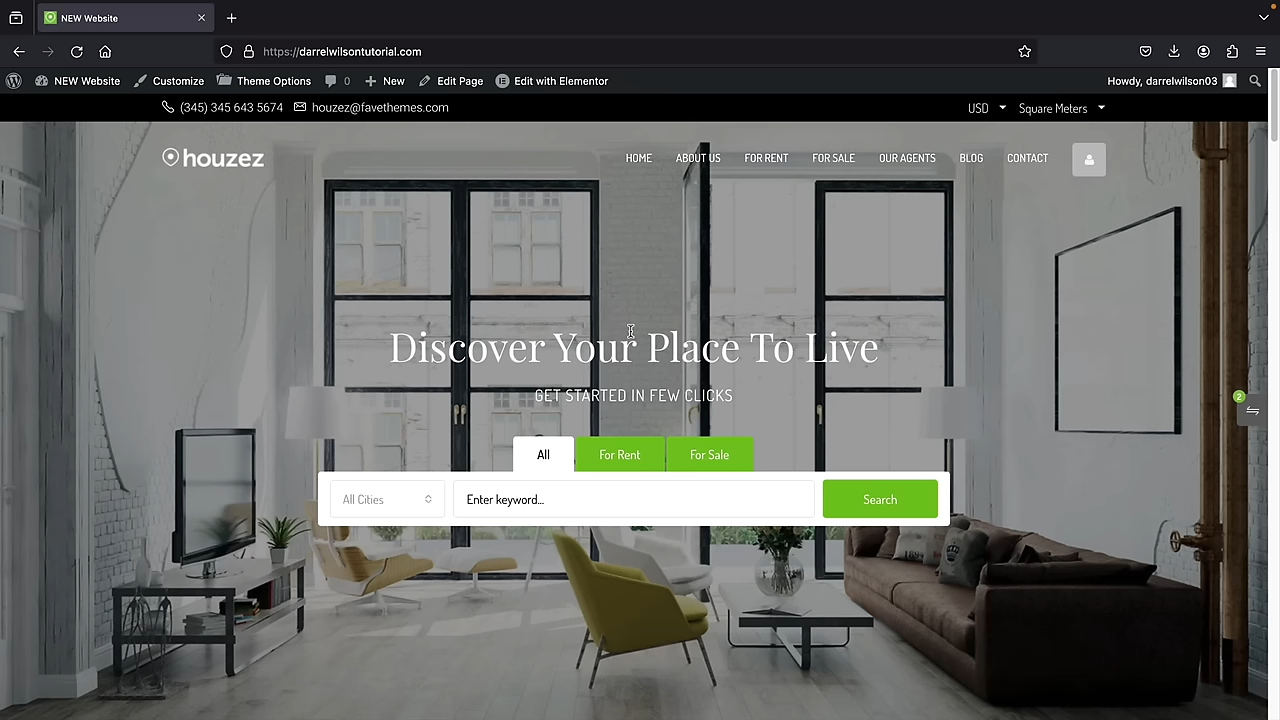 NEW Website
https://darrelwilsontutorial.com
NEW Website Customize Theme Options 0 New Edit Page Edit with Elementor Howdy, darrelwilson03
(345) 345 643 5674 houzez@favethemes.com USD Square Meters
houzez HOME ABOUT US FOR RENT FOR SALE OUR AGENTS BLOG CONTACT
Discover Your Place To Live
GET STARTED IN FEW CLICKS
2
All For Rent For Sale
All Cities Enter keyword... Search